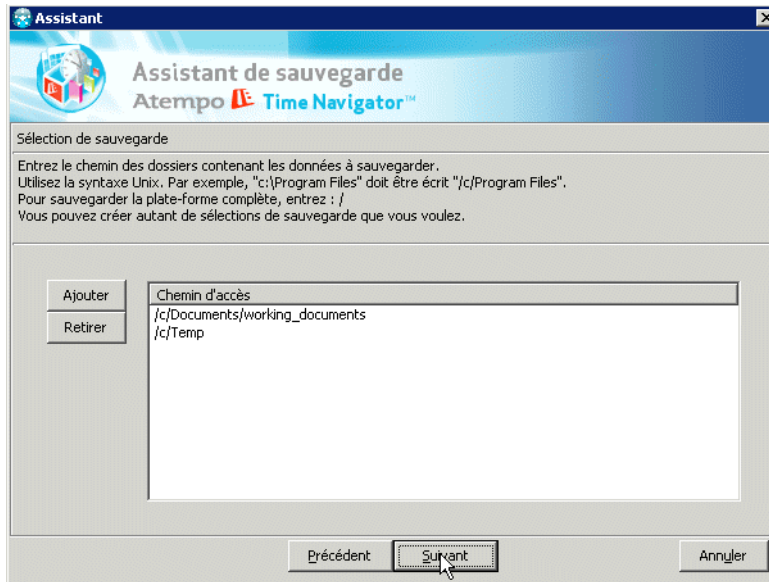 Assistant
Assistant de sauvegarde
Atempo Time Navigator™
Sélection de sauvegarde
Entrez le chemin des dossiers contenant les données à sauvegarder.
Utilisez la syntaxe Unix. Par exemple, "c:\Program Files" doit être écrit "/c/Program Files".
Pour sauvegarder la plate-forme complète, entrez : /
Vous pouvez créer autant de sélections de sauvegarde que vous voulez.
Ajouter
Retirer
Chemin d'accès
/c/Documents/working_documents
/c/Temp
Précédent
Suivant
Annuler